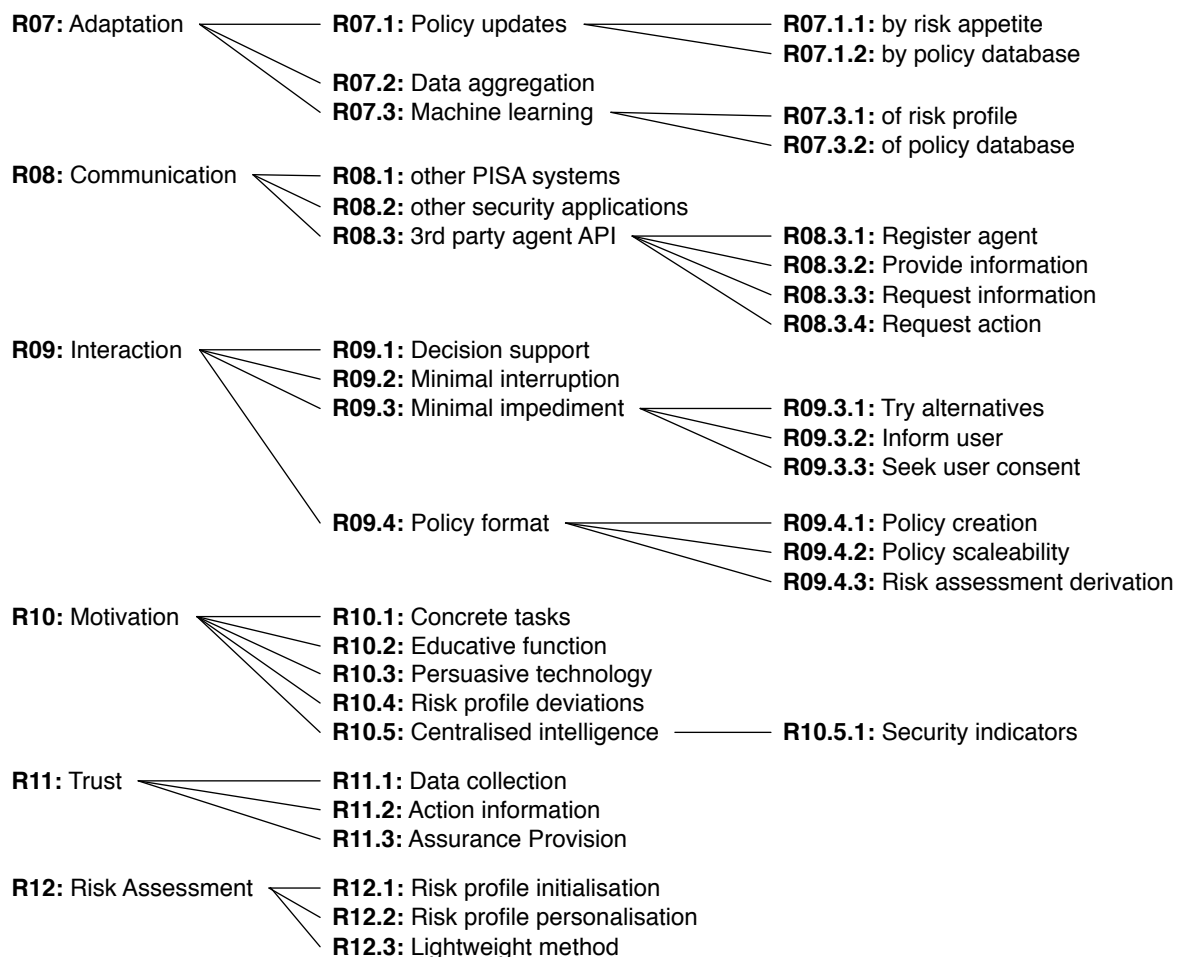 R07: Adaptation R07.1: Policy updates R07.1.1: by risk appetite
R07.1.2: by policy database
R07.2: Data aggregation
R07.3: Machine learning R07.3.1: of risk profile
R07.3.2: of policy database
R08: Communication R08.1: other PISA systems
R08.2: other security applications
R08.3: 3rd party agent API R08.3.1: Register agent
R08.3.2: Provide information
R08.3.3: Request information
R08.3.4: Request action
R09: Interaction R09.1: Decision support
R09.2: Minimal interruption
R09.3: Minimal impediment R09.3.1: Try alternatives
R09.3.2: Inform user
R09.3.3: Seek user consent
R09.4: Policy format R09.4.1: Policy creation
R09.4.2: Policy scaleability
R09.4.3: Risk assessment derivation
R10: Motivation R10.1: Concrete tasks
R10.2: Educative function
R10.3: Persuasive technology
R10.4: Risk profile deviations
R10.5: Centralised intelligence R10.5.1: Security indicators
R11: Trust R11.1: Data collection
R11.2: Action information
R11.3: Assurance Provision
R12: Risk Assessment R12.1: Risk profile initialisation
R12.2: Risk profile personalisation
R12.3: Lightweight method